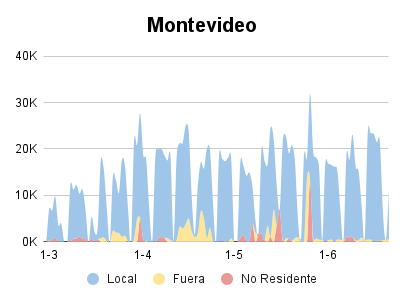 Montevideo
40K
30K
20K
10K
0K
1-3 1-4 1-5 1-6
Local Fuera No Residente